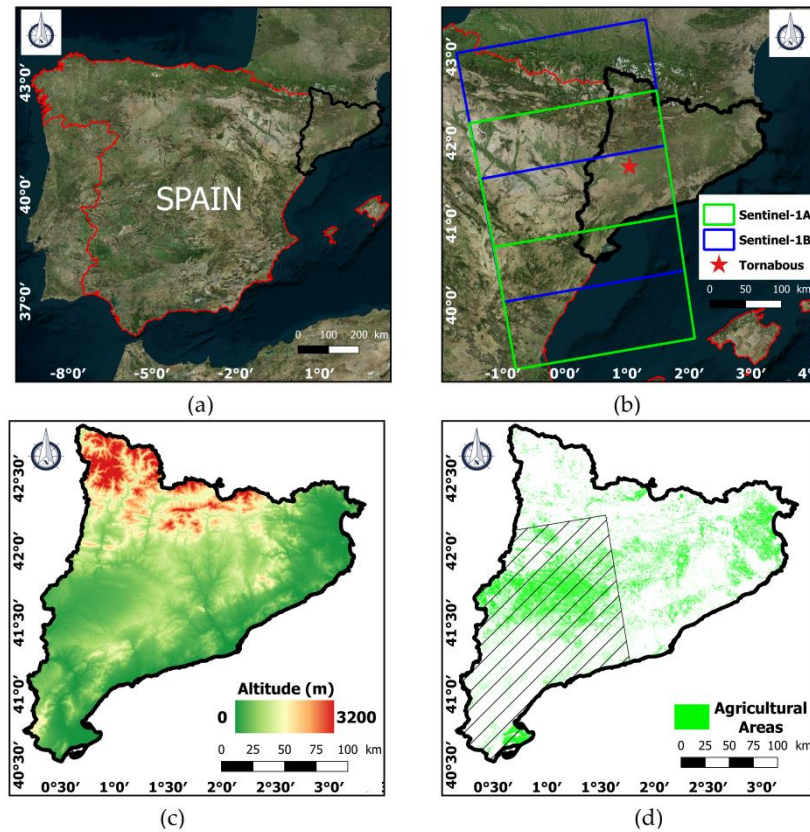 43°0′
40°0′
37°0′
SPAIN
0 100 200 km
-8°0′ -5°0′ -2°0′ 1°0′
(a)
43°0′
42°0′
41°0′
40°0′
Sentinel-1A
Sentinel-1B
Tornabous
0 50 100 km
-1°0′ 0°0′ 1°0′ 2°0′ 3°0′ 4°
(b)
42°30′
42°0′
41°30′
41°0′
40°30′
Altitude (m)
0 3200
0 25 50 75 100 km
0°30′ 1°0′ 1°30′ 2°0′ 2°30′ 3°0′
(c)
42°30′
42°0′
41°30′
41°0′
40°30′
Agricultural
Areas
0 25 50 75 100 km
0°30′ 1°0′ 1°30′ 2°0′ 2°30′ 3°0′
(d)